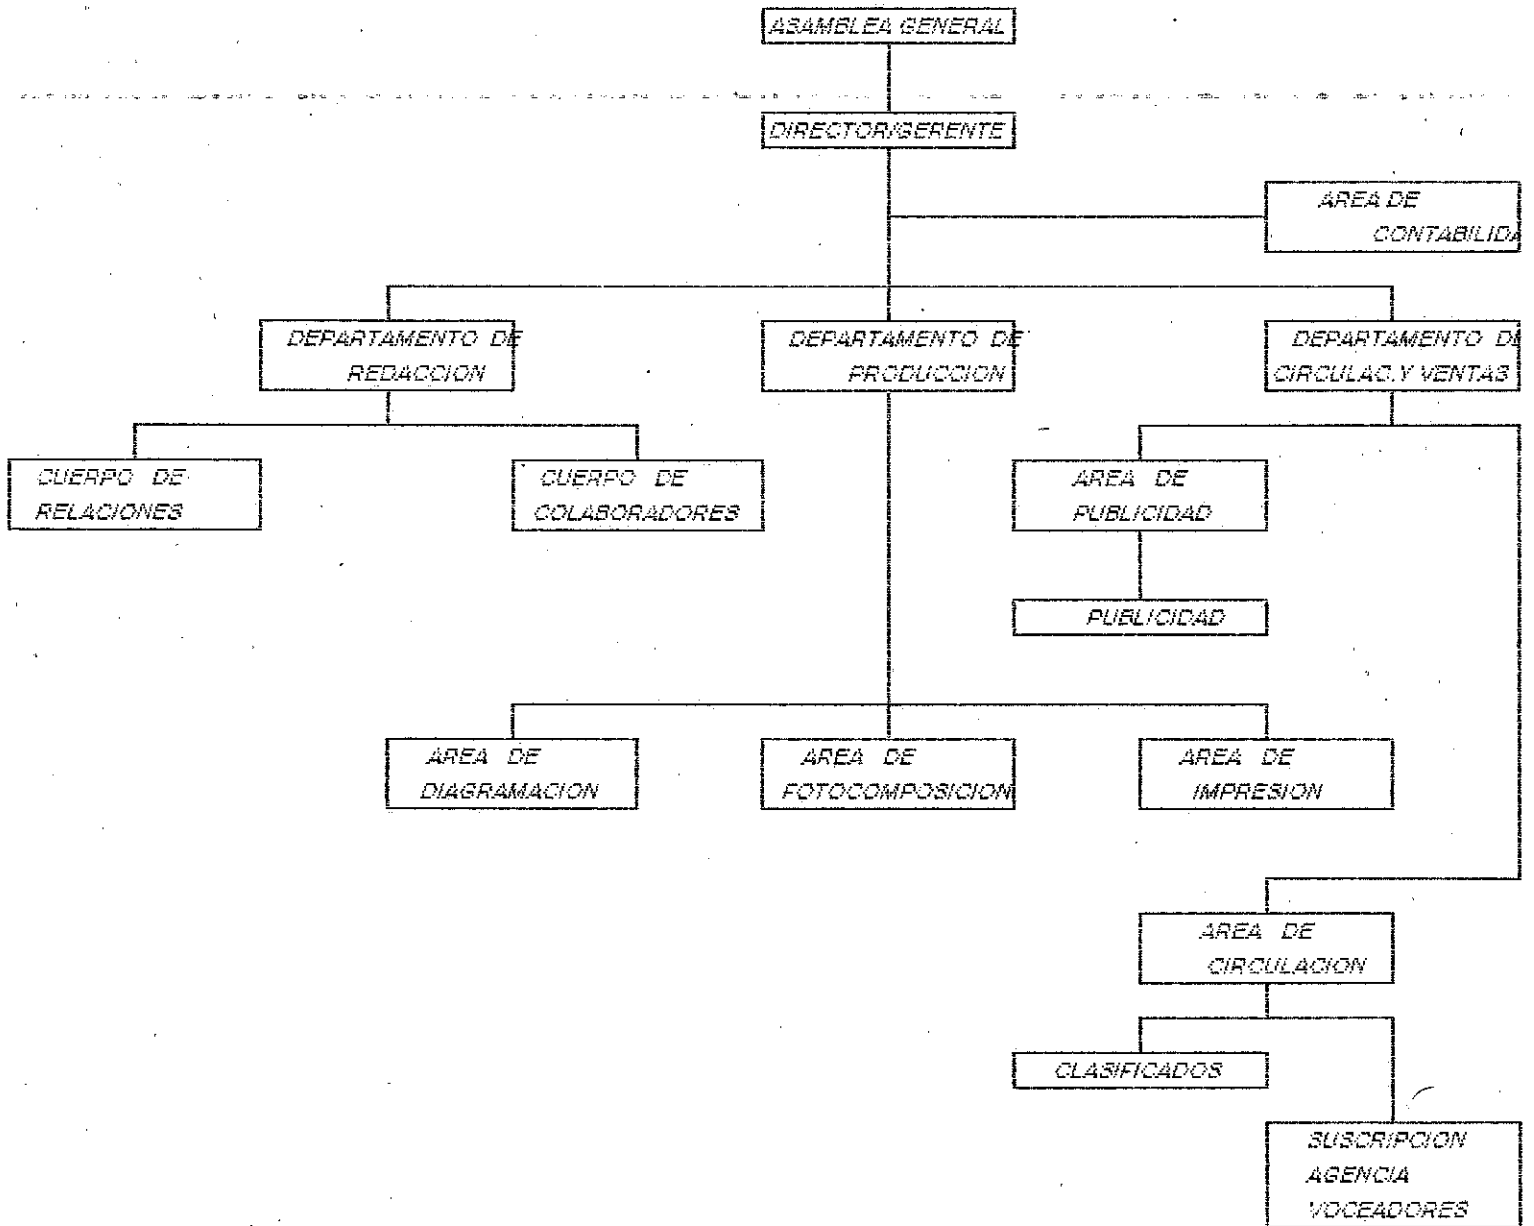 ASAMBLEA GENERAL
DIRECTOR/GERENTE
AREA DE
CONTABILIDA
DEPARTAMENTO DE
REDACCION
DEPARTAMENTO DE
PRODUCCION
DEPARTAMENTO DE
CIRCULAC.Y VENTAS
CUERPO DE
RELACIONES
CUERPO DE
COLABORADORES
AREA DE
PUBLICIDAD
PUBLICIDAD
AREA DE
DIAGRAMACION
AREA DE
FOTOCOMPOSICION
AREA DE
IMPRESION
AREA DE
CIRCULACION
CLASIFICADOS
SUSCRIPCION
AGENCIA
VOCEADORES